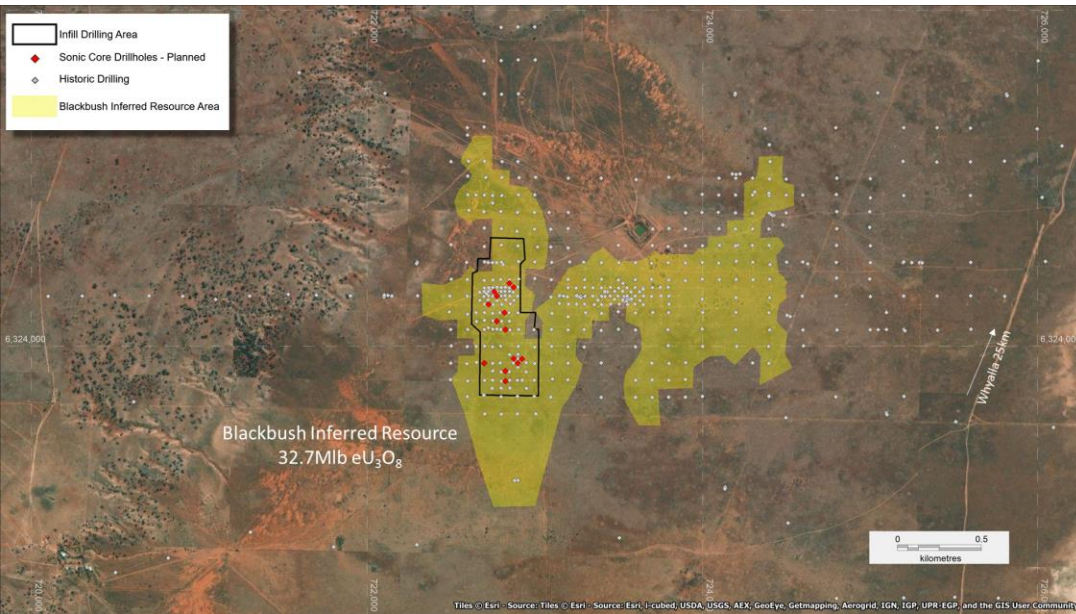 Infill Drilling Area
Sonic Core Drillholes - Planned
Historic Drilling
Blackbush Inferred Resource Area
722,000
724,000
726,000
6,324,000
6,324,000
Whyalla 25km
Blackbush Inferred Resource
32.7Mlb eU₃O₈
0 0.5
kilometres
720,000
722,000
724,000
Tiles © Esri - Source: Tiles © Esri - Source: Esri, i-cubed, USDA, USGS, AEX, GeoEye, Getmapping, Aerogrid, IGN, IGP, UPR-EGP, and the GIS User Community